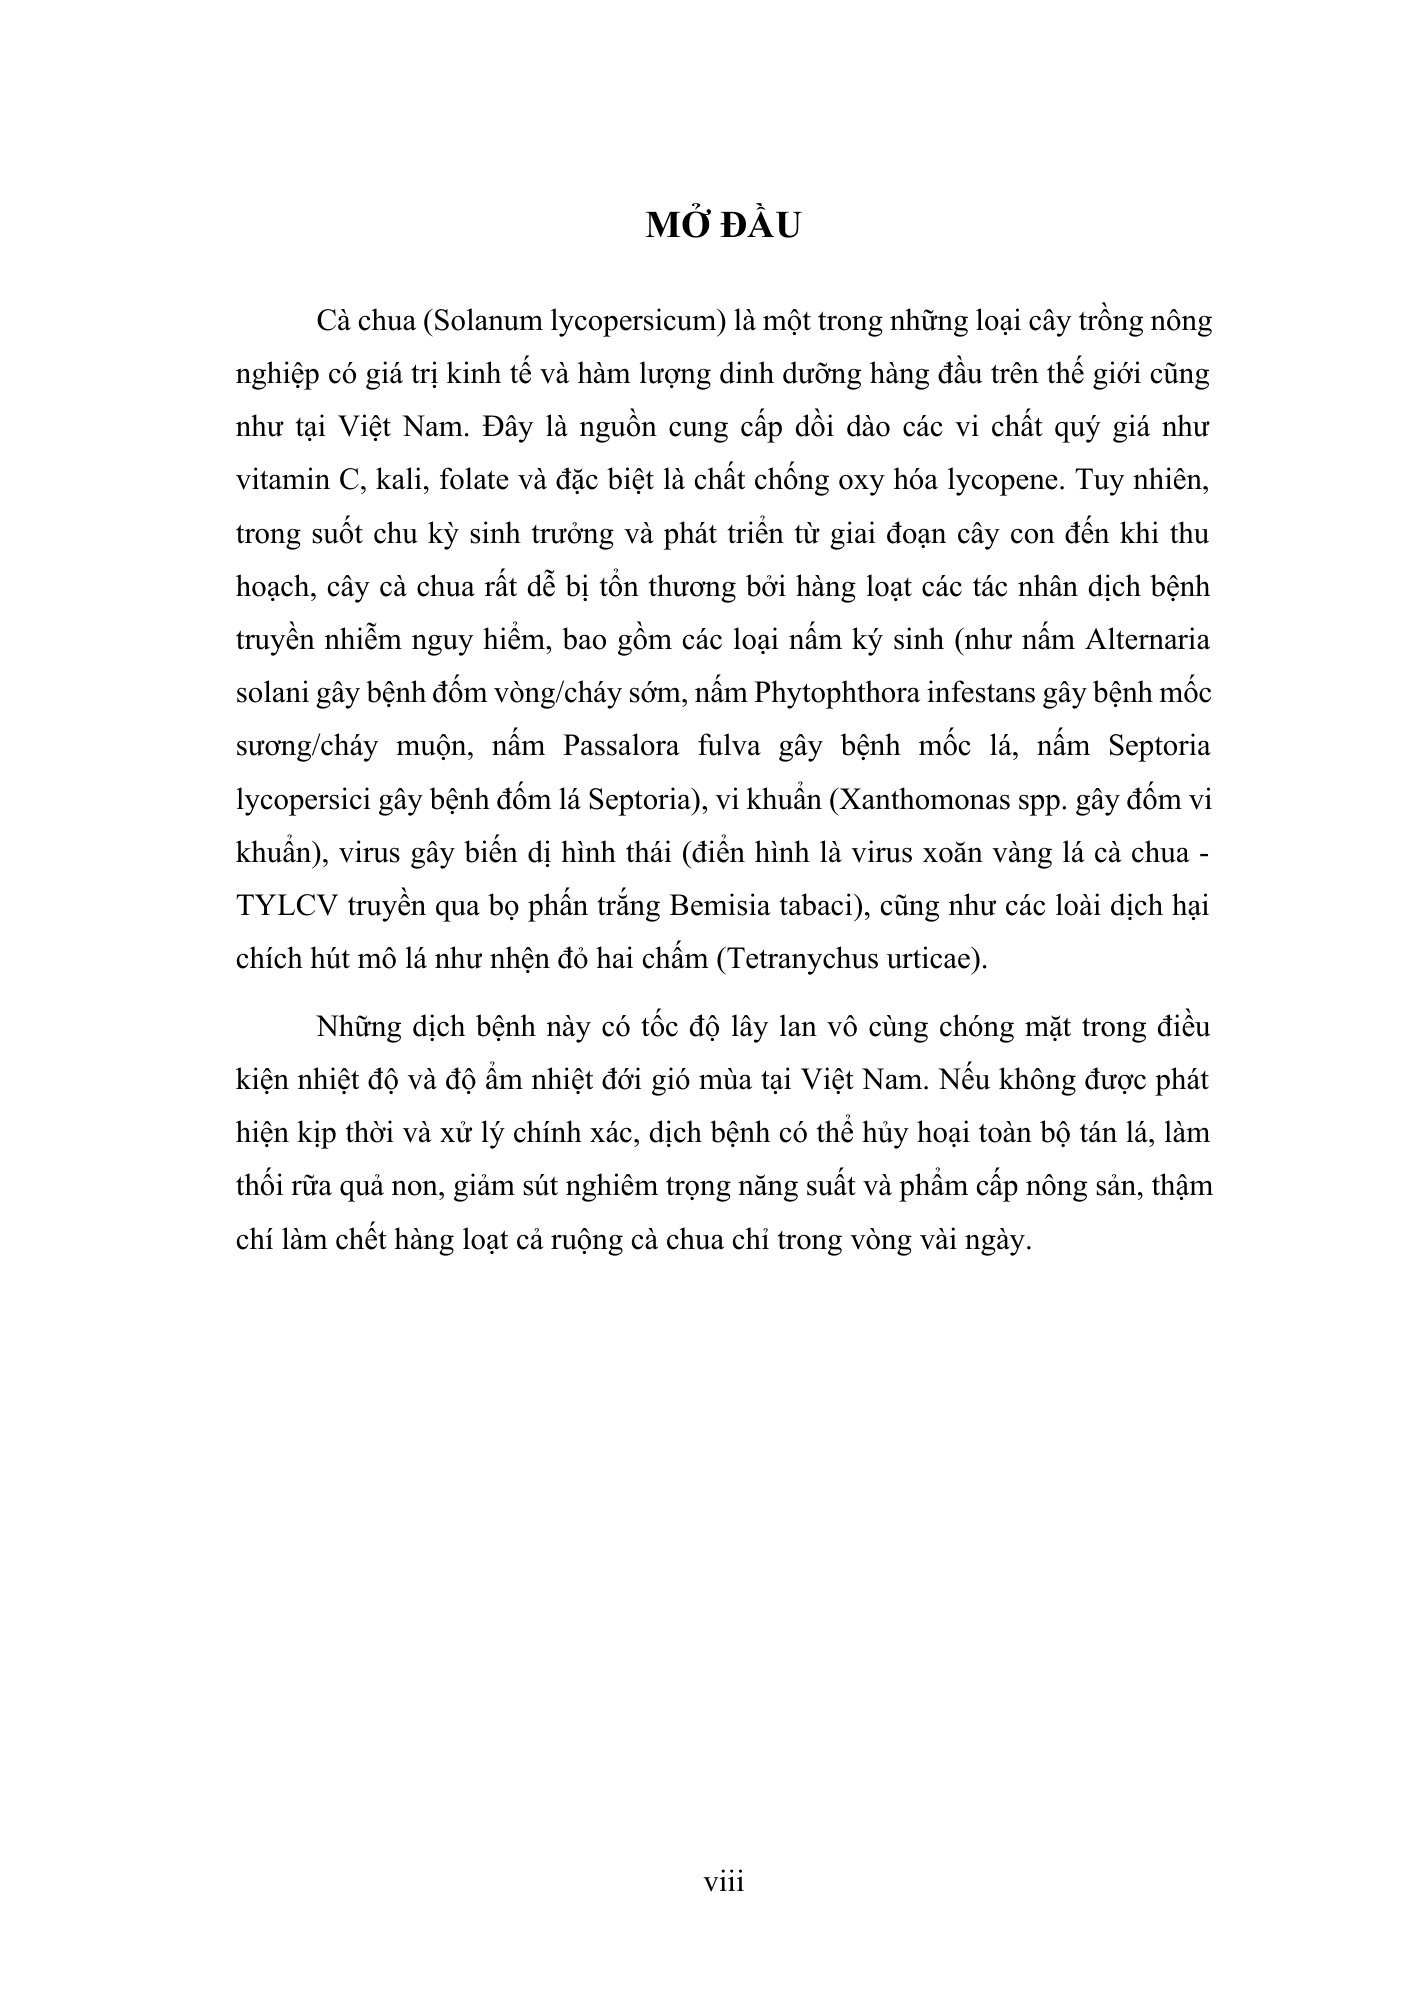 MỞ ĐẦU
Cà chua (Solanum lycopersicum) là một trong những loại cây trồng nông
nghiệp có giá trị kinh tế và hàm lượng dinh dưỡng hàng đầu trên thế giới cũng
như tại Việt Nam. Đây là nguồn cung cấp dồi dào các vi chất quý giá như
vitamin C, kali, folate và đặc biệt là chất chống oxy hóa lycopene. Tuy nhiên,
trong suốt chu kỳ sinh trưởng và phát triển từ giai đoạn cây con đến khi thu
hoạch, cây cà chua rất dễ bị tổn thương bởi hàng loạt các tác nhân dịch bệnh
truyền nhiễm nguy hiểm, bao gồm các loại nấm ký sinh (như nấm Alternaria
solani gây bệnh đốm vòng/cháy sớm, nấm Phytophthora infestans gây bệnh mốc
sương/cháy muộn, nấm Passalora fulva gây bệnh mốc lá, nấm Septoria
lycopersici gây bệnh đốm lá Septoria), vi khuẩn (Xanthomonas spp. gây đốm vi
khuẩn), virus gây biến dị hình thái (điển hình là virus xoăn vàng lá cà chua -
TYLCV truyền qua bọ phấn trắng Bemisia tabaci), cũng như các loài dịch hại
chích hút mô lá như nhện đỏ hai chấm (Tetranychus urticae).
Những dịch bệnh này có tốc độ lây lan vô cùng chóng mặt trong điều
kiện nhiệt độ và độ ẩm nhiệt đới gió mùa tại Việt Nam. Nếu không được phát
hiện kịp thời và xử lý chính xác, dịch bệnh có thể hủy hoại toàn bộ tán lá, làm
thối rữa quả non, giảm sút nghiêm trọng năng suất và phẩm cấp nông sản, thậm
chí làm chết hàng loạt cả ruộng cà chua chỉ trong vòng vài ngày.
viii